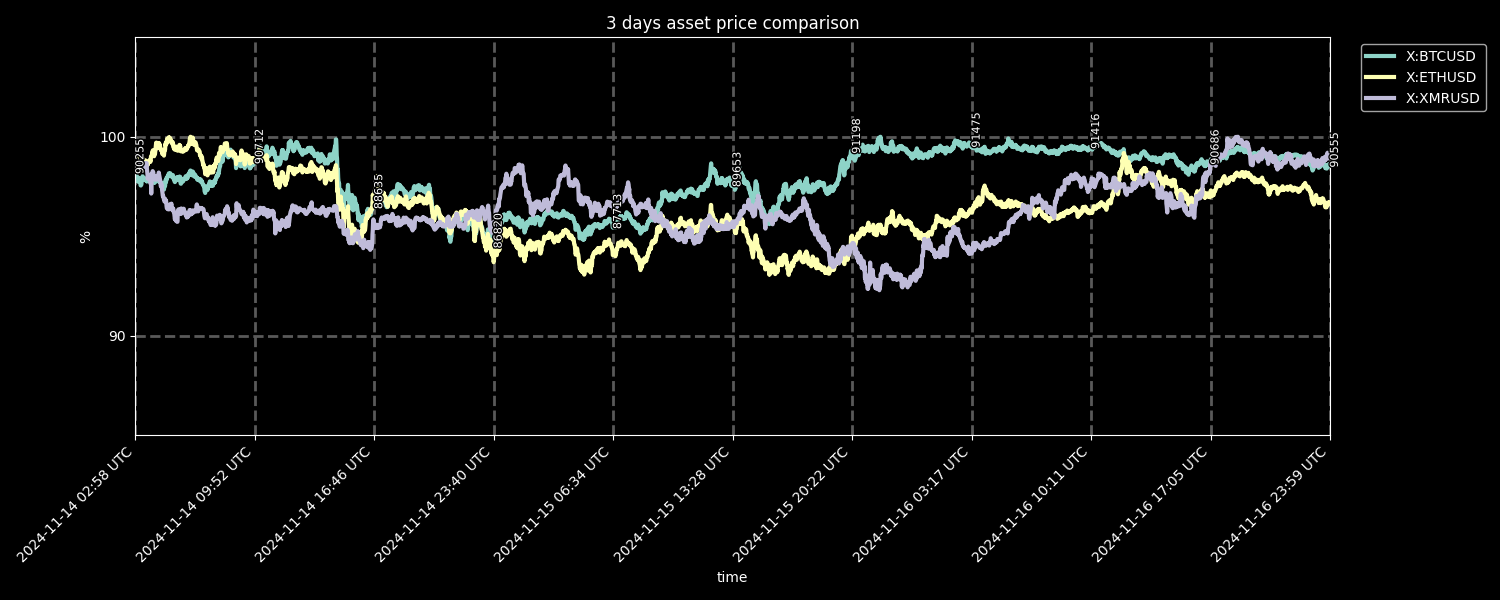 3 days asset price comparison
X:BTCUSD
X:ETHUSD
X:XMRUSD
%
100
90
90255
90712
88635
86820
87713
89653
91198
91475
91416
90686
90555
2024-11-14 02:58 UTC
2024-11-14 09:52 UTC
2024-11-14 16:46 UTC
2024-11-14 23:40 UTC
2024-11-15 06:34 UTC
2024-11-15 13:28 UTC
2024-11-15 20:22 UTC
2024-11-16 03:17 UTC
2024-11-16 10:11 UTC
2024-11-16 17:05 UTC
2024-11-16 23:59 UTC
time